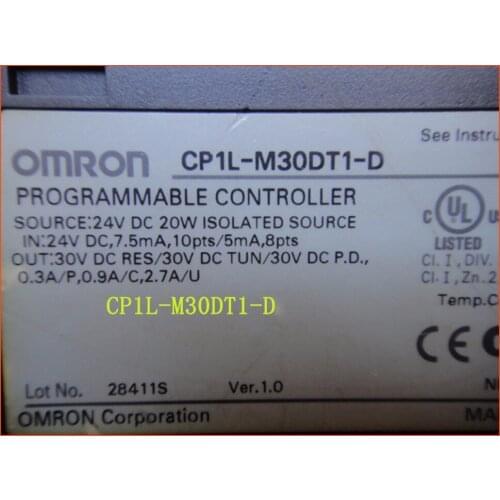 See Instru
OMRON CP1L-M30DT1-D
PROGRAMMABLE CONTROLLER
SOURCE:24V DC 20W ISOLATED SOURCE
IN:24V DC,7.5mA,10pts/5mA,8pts
OUT:30V DC RES/30V DC TUN/30V DC P.D.,
0.3A/P,0.9A/C,2.7A/U
c UL
LISTED
Cl. I, DIV.
Cl. I, Zn. 2
Temp.C
CP1L-M30DT1-D
CE
Lot No. 28411S Ver.1.0
N
OMRON Corporation MA